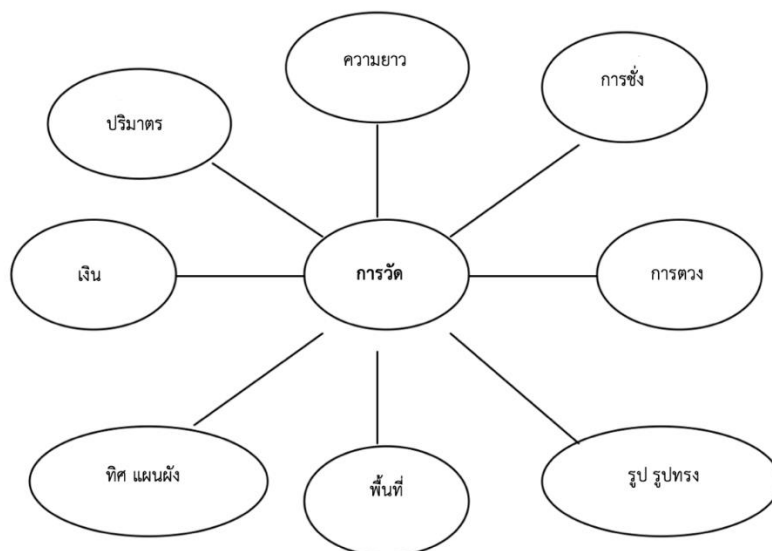 ความยาว
การชั่ง
ปริมาตร
เงิน
การวัด
การตวง
ทิศ แผนผัง
พื้นที่
รูป รูปทรง